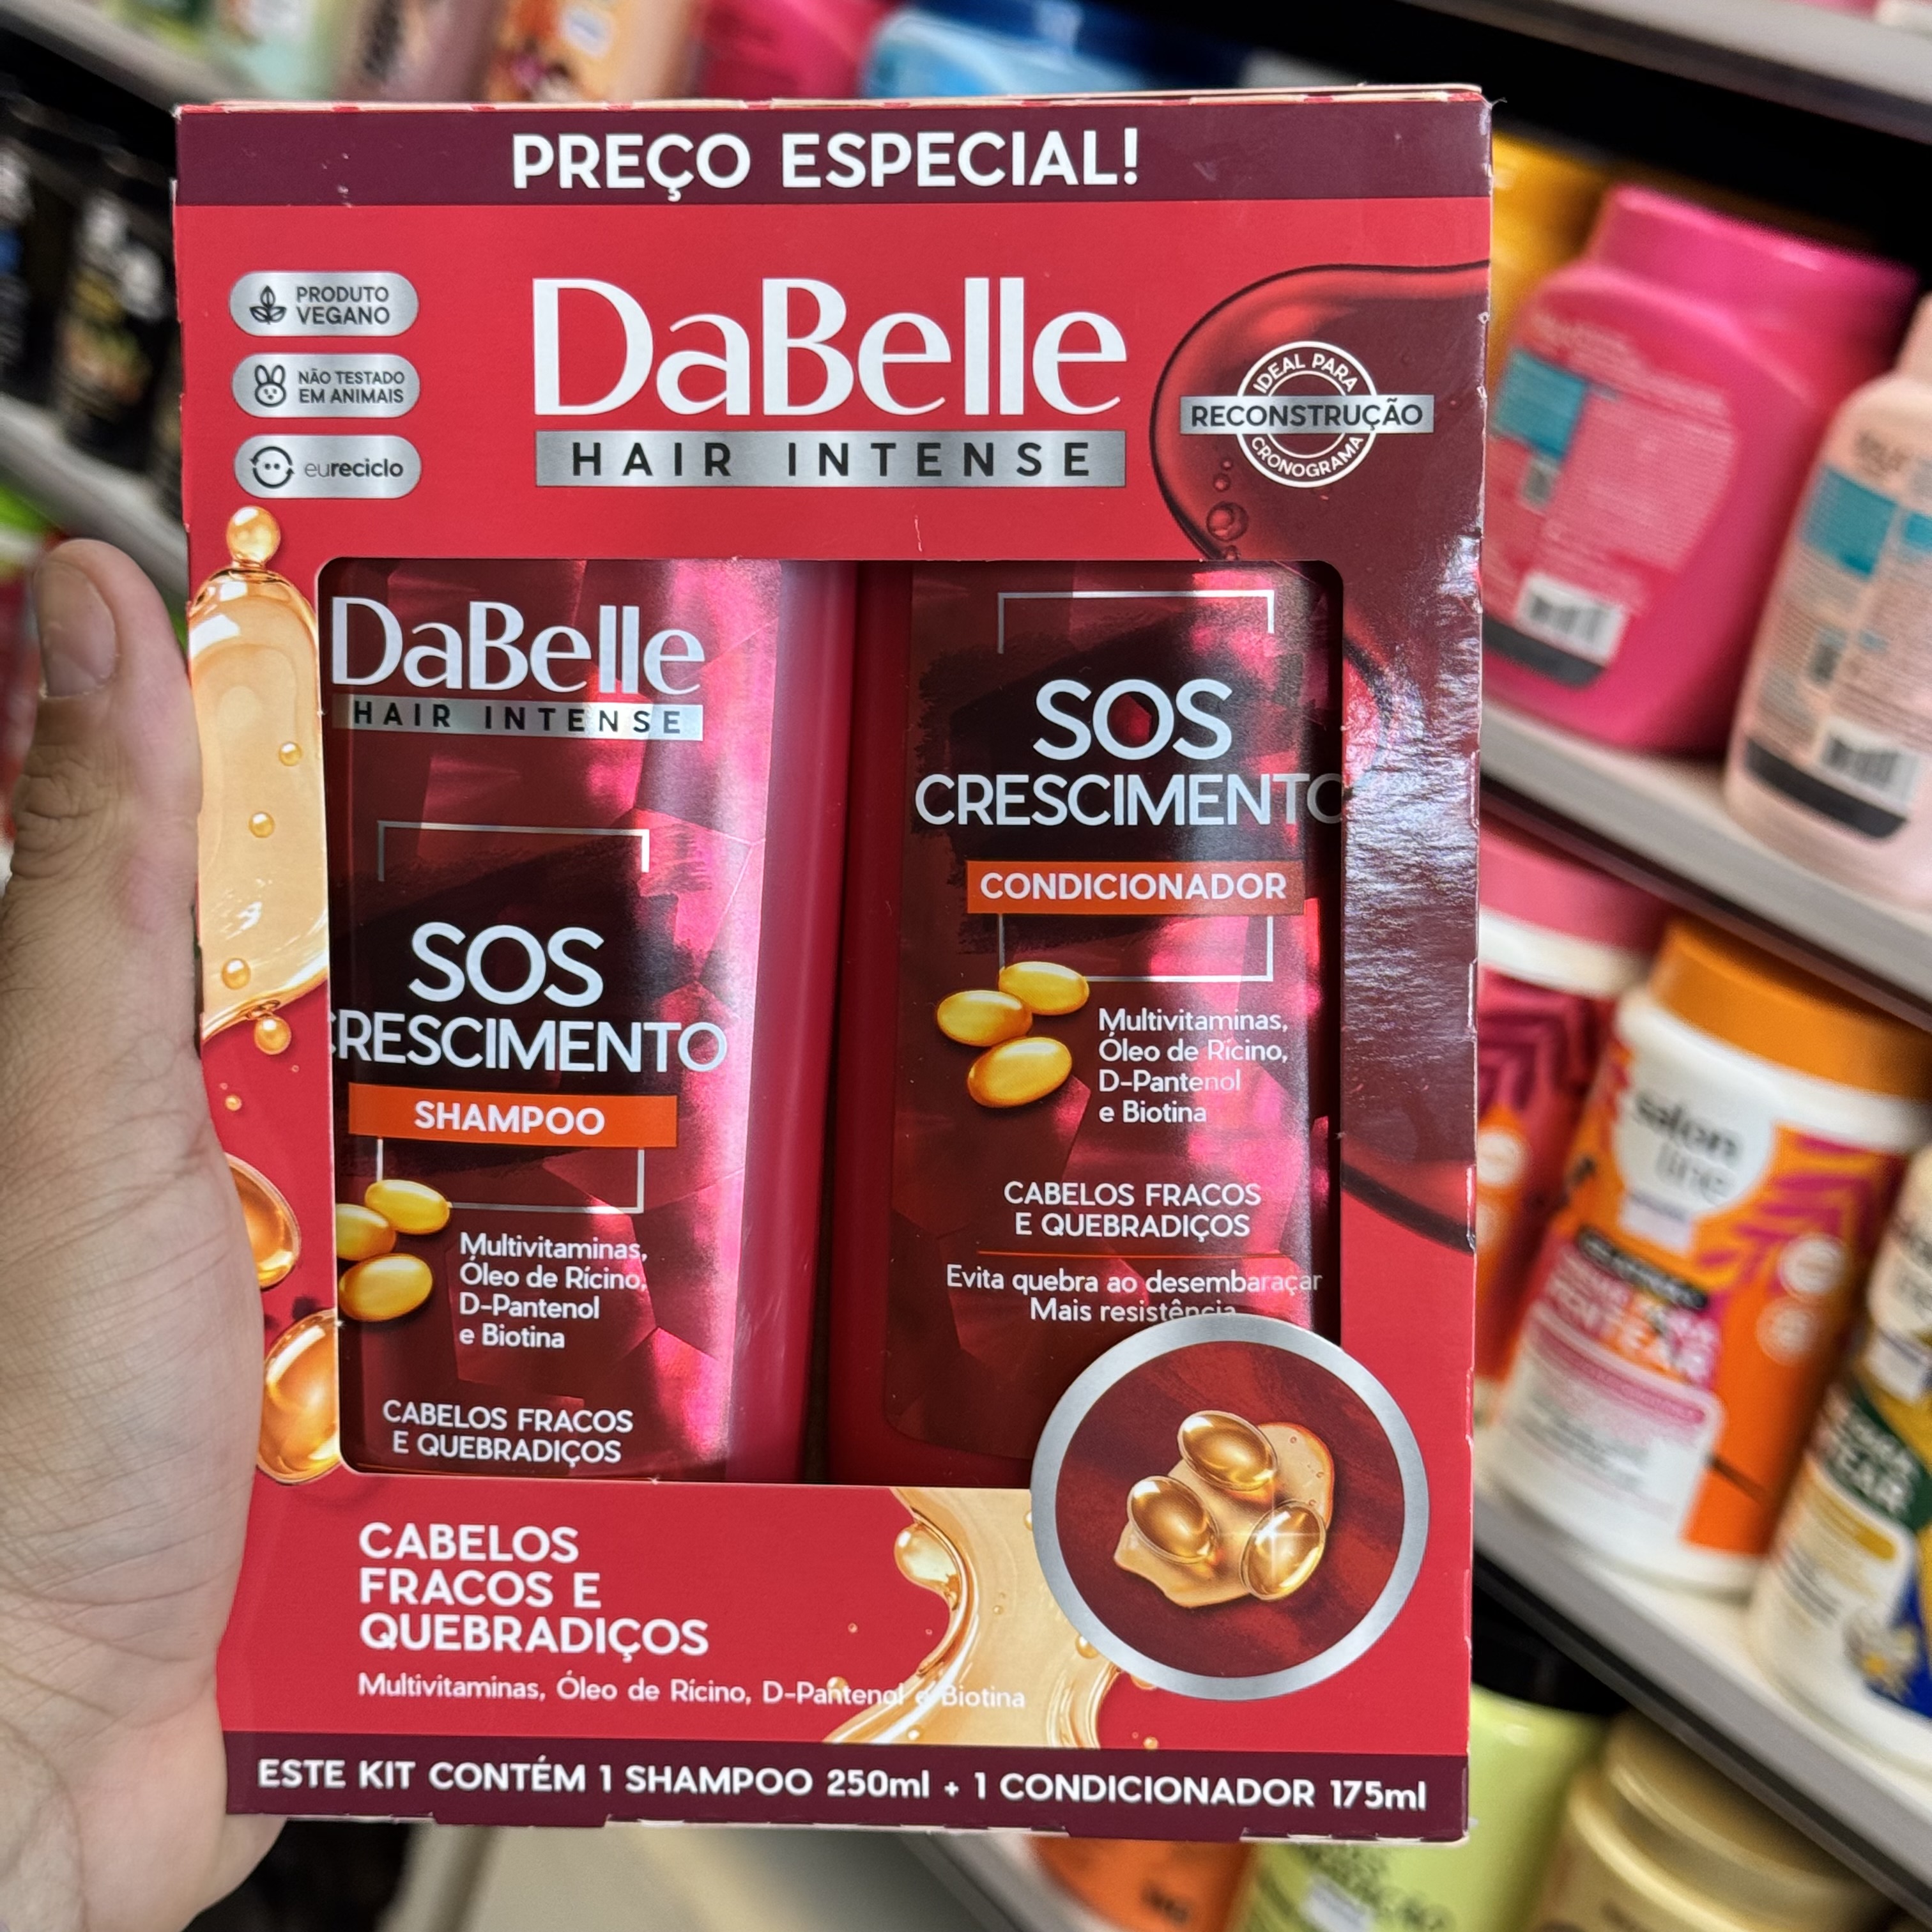 PREÇO ESPECIAL!
PRODUTO
VEGANO
NÃO TESTADO
EM ANIMAIS
eureciclo
DaBelle
HAIR INTENSE
IDEAL PARA
RECONSTRUÇÃO
CRONOGRAMA
DaBelle
HAIR INTENSE
SOS
CRESCIMENTO
SHAMPOO
Multivitaminas,
Óleo de Rícino,
D-Pantenol
e Biotina
CABELOS FRACOS
E QUEBRADIÇOS
SOS
CRESCIMENTO
CONDICIONADOR
Multivitaminas,
Óleo de Rícino,
D-Pantenol
e Biotina
CABELOS FRACOS
E QUEBRADIÇOS
Evita quebra ao desembaraçar
Mais resistência
CABELOS
FRACOS E
QUEBRADIÇOS
Multivitaminas, Óleo de Rícino, D-Pantenol e Biotina
ESTE KIT CONTÉM 1 SHAMPOO 250ml + 1 CONDICIONADOR 175ml
salon
line